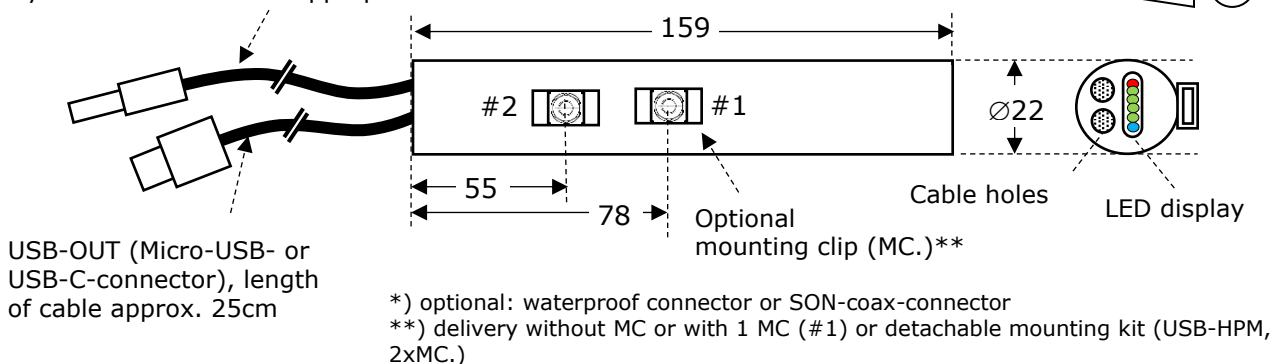 159
#2
#1
∅22
55
78
Cable holes
LED display
Optional
mounting clip (MC.)**
USB-OUT (Micro-USB- or
USB-C-connector), length
of cable approx. 25cm
*) optional: waterproof connector or SON-coax-connector
**) delivery without MC or with 1 MC (#1) or detachable mounting kit (USB-HPM,
2xMC.)